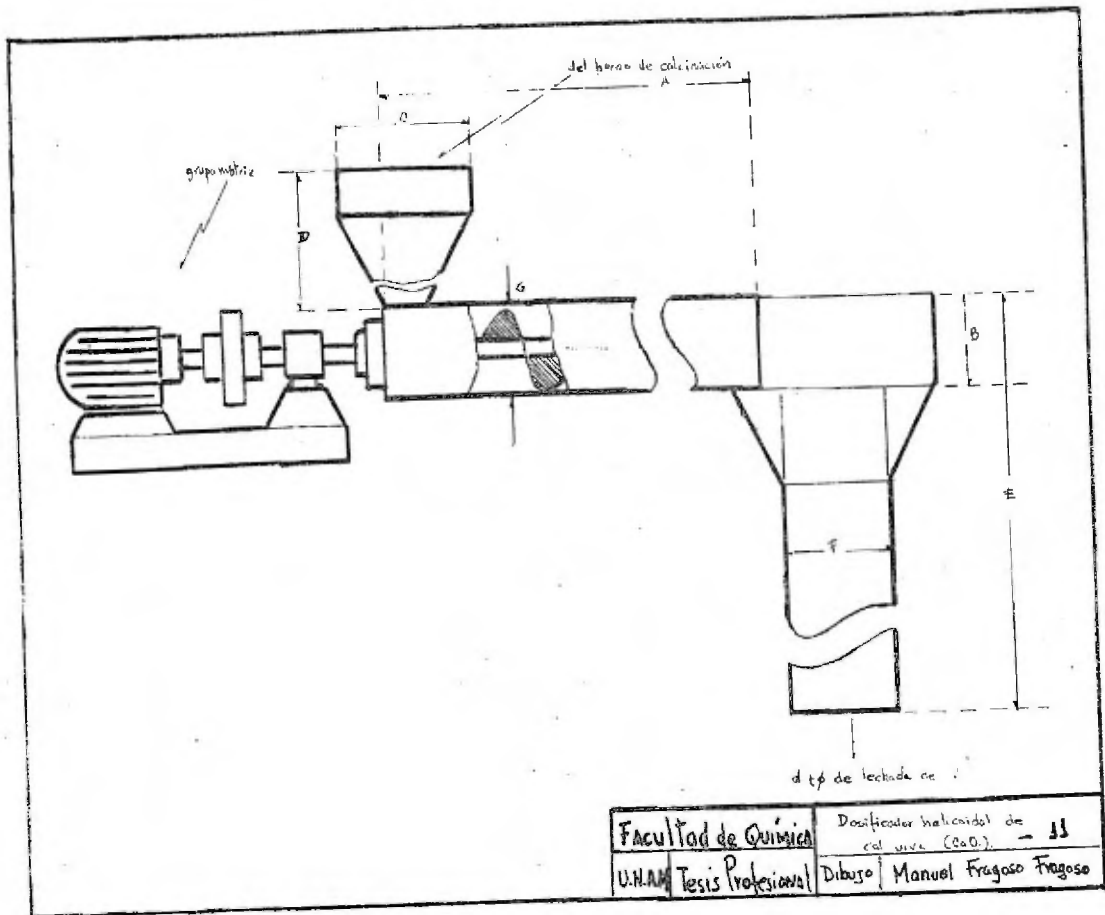 del horno de calcinación
A
C
grupo motriz
D
G
B
E
F
de lechada
Facultad de Química
U.N.A.M
Tesis Profesional
Dosificador helicoidal de
cal viva (CaO.). - 11
Dibujo
Manuel Fragoso Fragoso